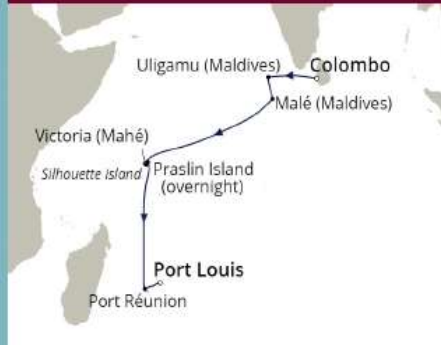 Uligamu (Maldives)
Colombo
Malé (Maldives)
Victoria (Mahé)
Silhouette Island
Praslin Island
(overnight)
Port Louis
Port Réunion